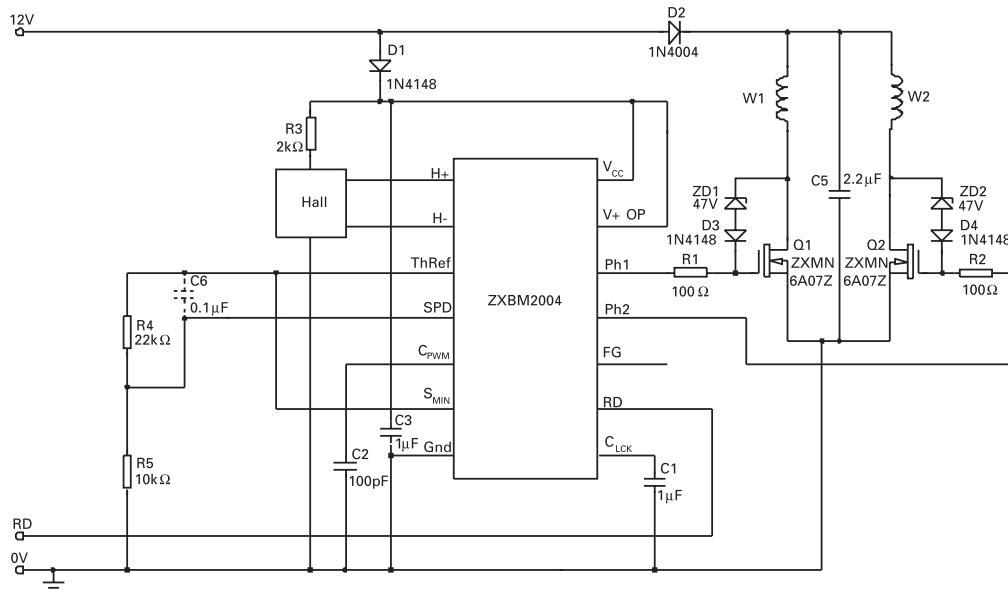 12V
D2
1N4004
D1
1N4148
W1
W2
R3
2kΩ
Hall
H+
H-
VCC
V+ OP
C5
2.2μF
ZD1
47V
D3
1N4148
ZD2
47V
D4
1N4148
Q1
ZXMN
6A07Z
Q2
ZXMN
6A07Z
ThRef
ZXBM2004
Ph1
R1
100Ω
R2
100Ω
C6
0.1μF
SPD
Ph2
R4
22kΩ
CPWM
FG
SMIN
RD
C3
1μF
Gnd
CLCK
C2
100pF
C1
1μF
R5
10kΩ
RD
0V